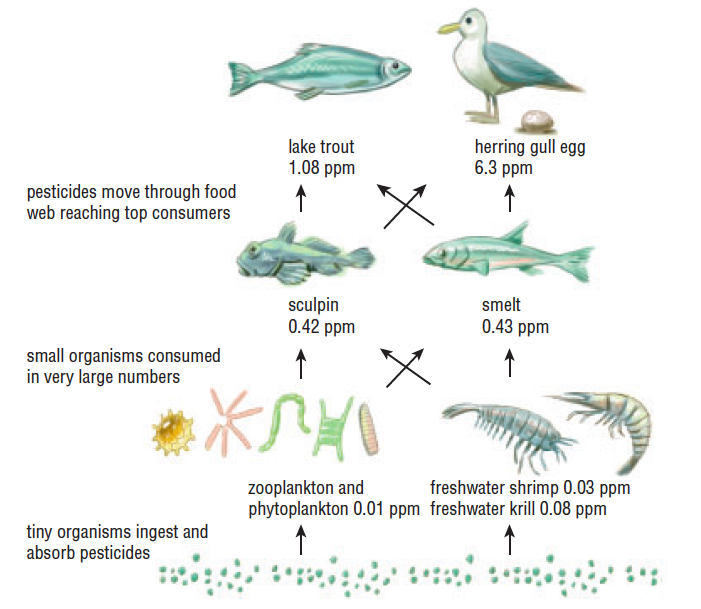 lake trout
1.08 ppm
herring gull egg
6.3 ppm
pesticides move through food
web reaching top consumers
sculpin
0.42 ppm
smelt
0.43 ppm
small organisms consumed
in very large numbers
zooplankton and
phytoplankton 0.01 ppm
freshwater shrimp 0.03 ppm
freshwater krill 0.08 ppm
tiny organisms ingest and
absorb pesticides